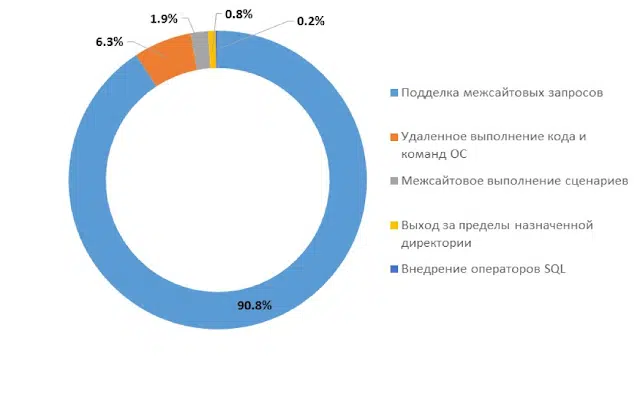 0.8%
1.9%
0.2%
6.3%
90.8%
Подделка межсайтовых запросов
Удаленное выполнение кода и
команд ОС
Межсайтовое выполнение сценариев
Выход за пределы назначенной
директории
Внедрение операторов SQL